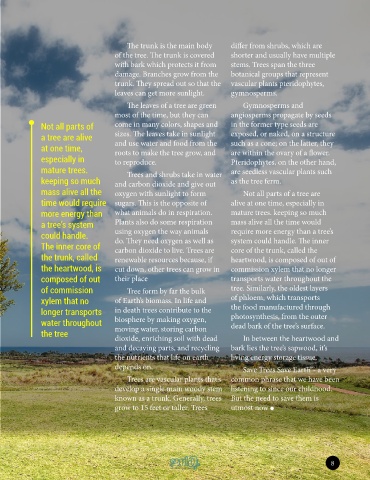 Not all parts of
a tree are alive
at one time,
especially in
mature trees.
keeping so much
mass alive all the
time would require
more energy than
a tree's system
could handle.
The inner core of
the trunk, called
the heartwood, is
composed of out
of commission
xylem that no
longer transports
water throughout
the tree
The trunk is the main body
of the tree. The trunk is covered
with bark which protects it from
damage. Branches grow from the
trunk. They spread out so that the
leaves can get more sunlight.
The leaves of a tree are green
most of the time, but they can
come in many colors, shapes and
sizes. The leaves take in sunlight
and use water and food from the
roots to make the tree grow, and
to reproduce.
Trees and shrubs take in water
and carbon dioxide and give out
oxygen with sunlight to form
sugars. This is the opposite of
what animals do in respiration.
Plants also do some respiration
using oxygen the way animals
do. They need oxygen as well as
carbon dioxide to live. Trees are
renewable resources because, if
cut down, other trees can grow in
their place
Tree form by far the bulk
of Earth's biomass. In life and
in death trees contribute to the
biosphere by making oxygen,
moving water, storing carbon
dioxide, enriching soil with dead
and decaying parts, and recycling
the nutrients that life on earth
depends on.
Trees are vascular plants that's
develop a single main woody stem
known as a trunk. Generally, trees
grow to 15 feet or taller. Trees
differ from shrubs, which are
shorter and usually have multiple
stems. Trees span the three
botanical groups that represent
vascular plants pteridophytes,
gymnosperms.
Gymnosperms and
angiosperms propagate by seeds
in the former type seeds are
exposed, or naked, on a structure
such as a cone; on the latter, they
are within the ovary of a flower.
Pteridophytes, on the other hand,
are seedless vascular plants such
as the tree form.
Not all parts of a tree are
alive at one time, especially in
mature trees. keeping so much
mass alive all the time would
require more energy than a tree's
system could handle. The inner
core of the trunk, called the
heartwood, is composed of out of
commission xylem that no longer
transports water throughout the
tree. Similarly, the oldest layers
of phloem, which transports
the food manufactured through
photosynthesis, from the outer
dead bark of the tree's surface.
In between the heartwood and
bark lies the tree's sapwood, it's
living energy storage tissue.
Save Trees Save Earth – a very
common phrase that we have been
listening to since our childhood.
But the need to save them is
utmost now
8